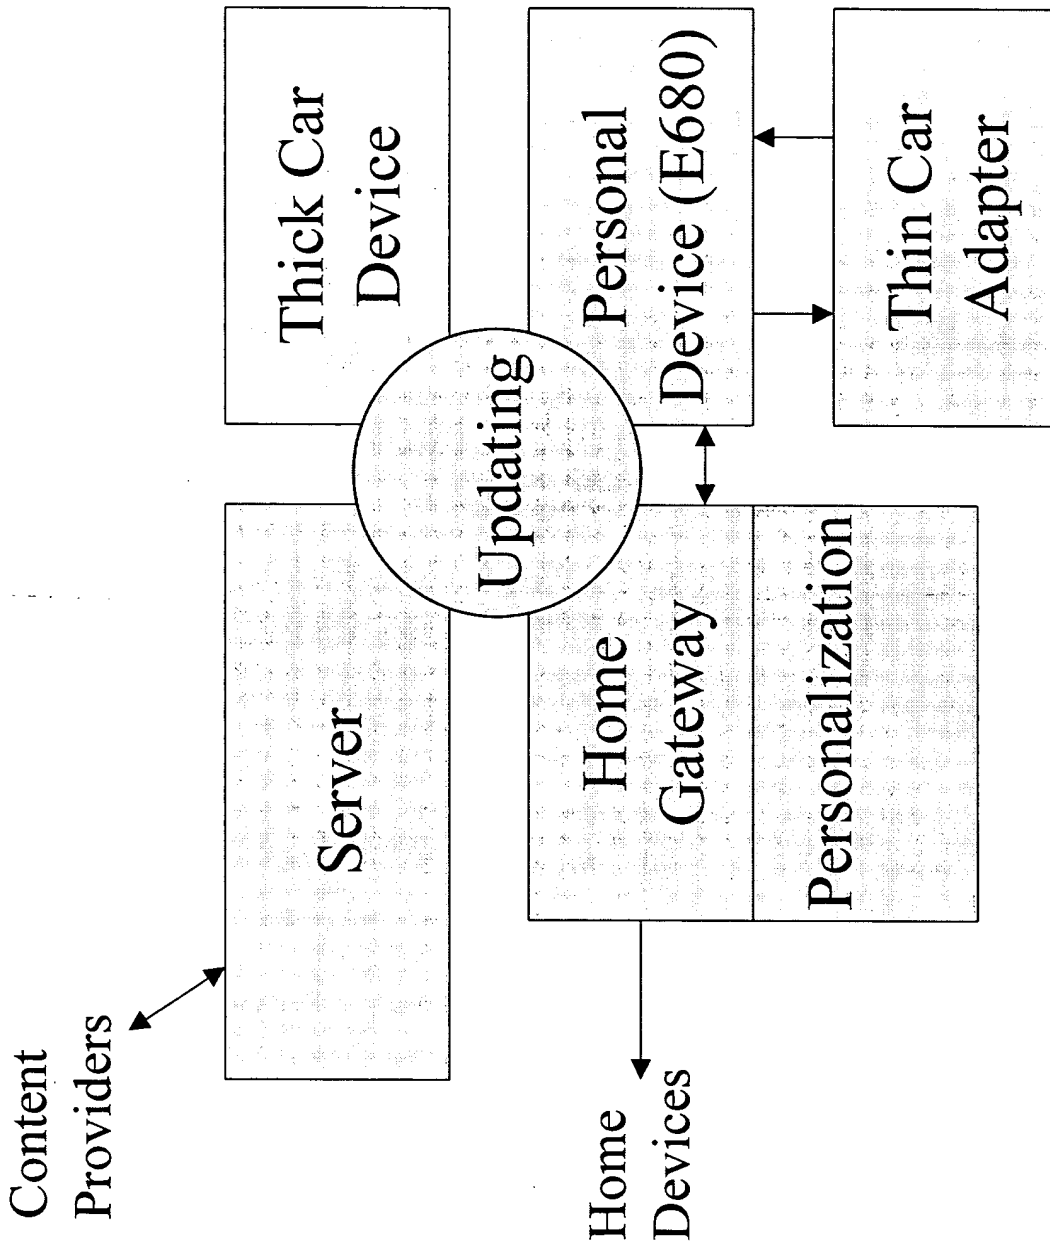 Content
Providers
Server
Thick Car
Device
Updating
Home
Devices
Home
Gateway
Personal
Device (E680)
Personalization
Thin Car
Adapter